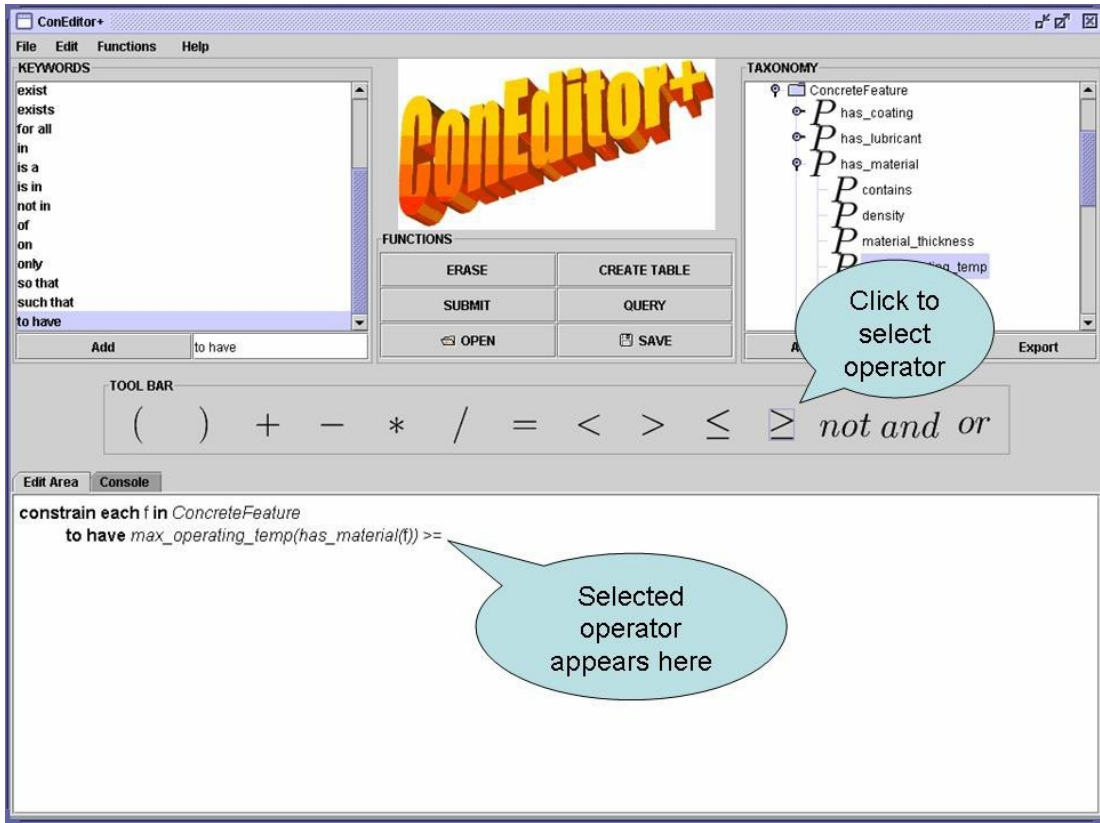 ConEditor+
File Edit Functions Help
KEYWORDS
exist
exists
for all
in
is a
is in
not in
of
on
only
so that
such that
to have
Add to have
ConEditor+
FUNCTIONS
ERASE CREATE TABLE
SUBMIT QUERY
OPEN SAVE
TAXONOMY
ConcreteFeature
P has_coating
P has_lubricant
P has_material
P contains
P density
P material_thickness
Export
Click to
select
operator
TOOL BAR
( ) + − * / = < > ≤ ≥ not and or
Edit Area Console
constrain each f in ConcreteFeature
to have max_operating_temp(has_material(f)) >=
Selected
operator
appears here